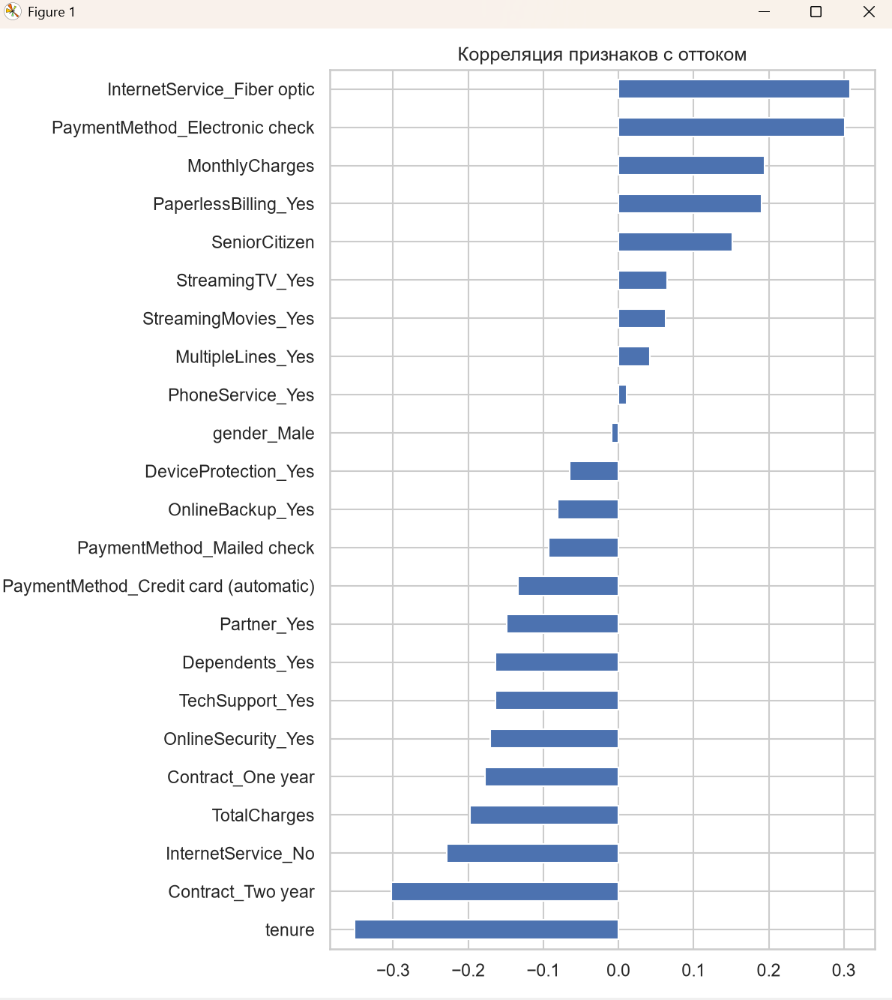 Figure 1
Корреляция признаков с оттоком
InternetService_Fiber optic
PaymentMethod_Electronic check
MonthlyCharges
PaperlessBilling_Yes
SeniorCitizen
StreamingTV_Yes
StreamingMovies_Yes
MultipleLines_Yes
PhoneService_Yes
gender_Male
DeviceProtection_Yes
OnlineBackup_Yes
PaymentMethod_Mailed check
PaymentMethod_Credit card (automatic)
Partner_Yes
Dependents_Yes
TechSupport_Yes
OnlineSecurity_Yes
Contract_One year
TotalCharges
InternetService_No
Contract_Two year
tenure
−0.3 −0.2 −0.1 0.0 0.1 0.2 0.3